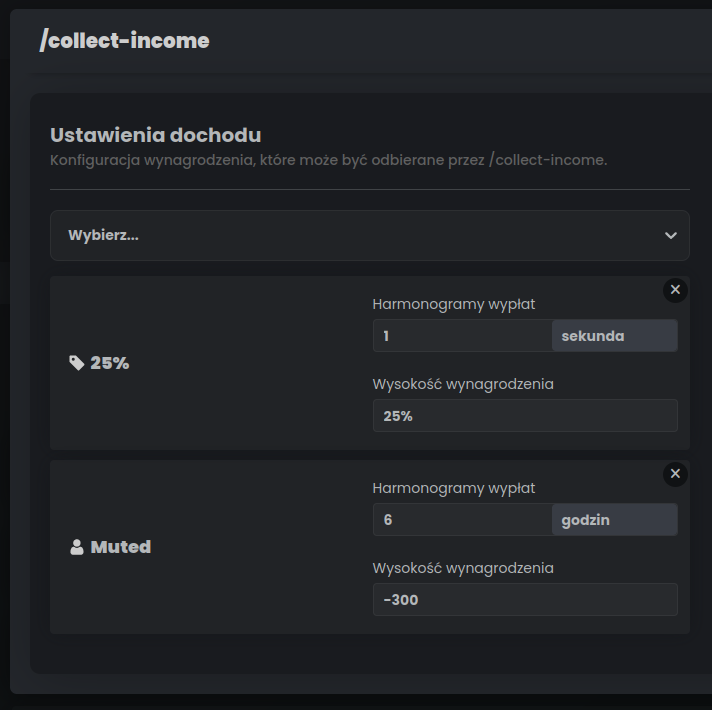 /collect-income
Ustawienia dochodu
Konfiguracja wynagrodzenia, które może być odbierane przez /collect-income.
Wybierz...
25%
Harmonogramy wypłat
1 sekunda
Wysokość wynagrodzenia
25%
Muted
Harmonogramy wypłat
6 godzin
Wysokość wynagrodzenia
-300